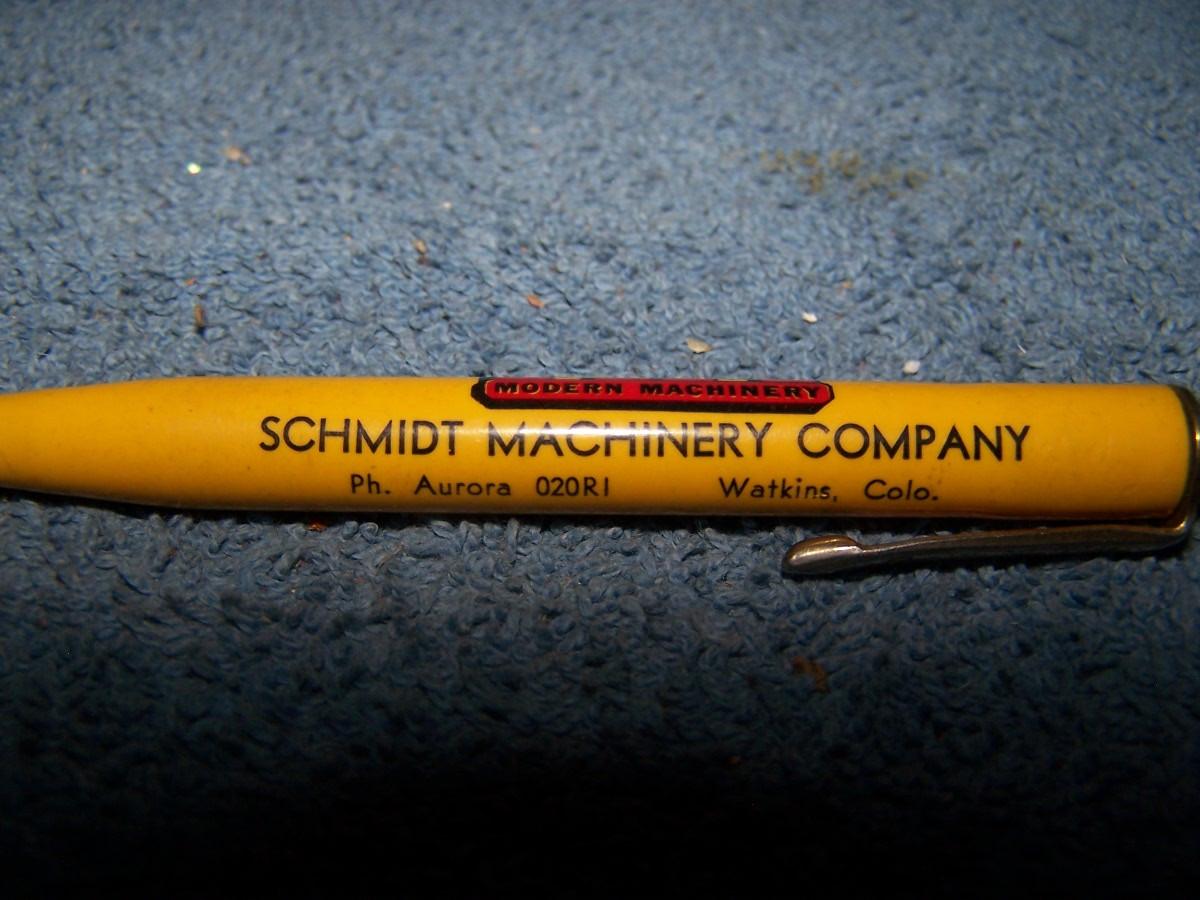 MODERN MACHINERY
SCHMIDT MACHINERY COMPANY
Ph. Aurora 020R1 Watkins, Colo.